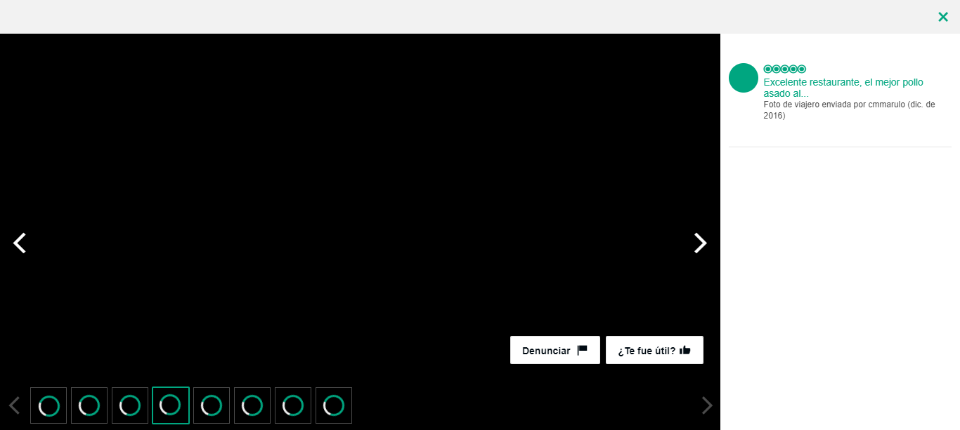 Excelente restaurante, el mejor pollo
asado al...
Foto de viajero enviada por cmmarulo (dic. de
2016)
Denunciar
¿Te fue útil?